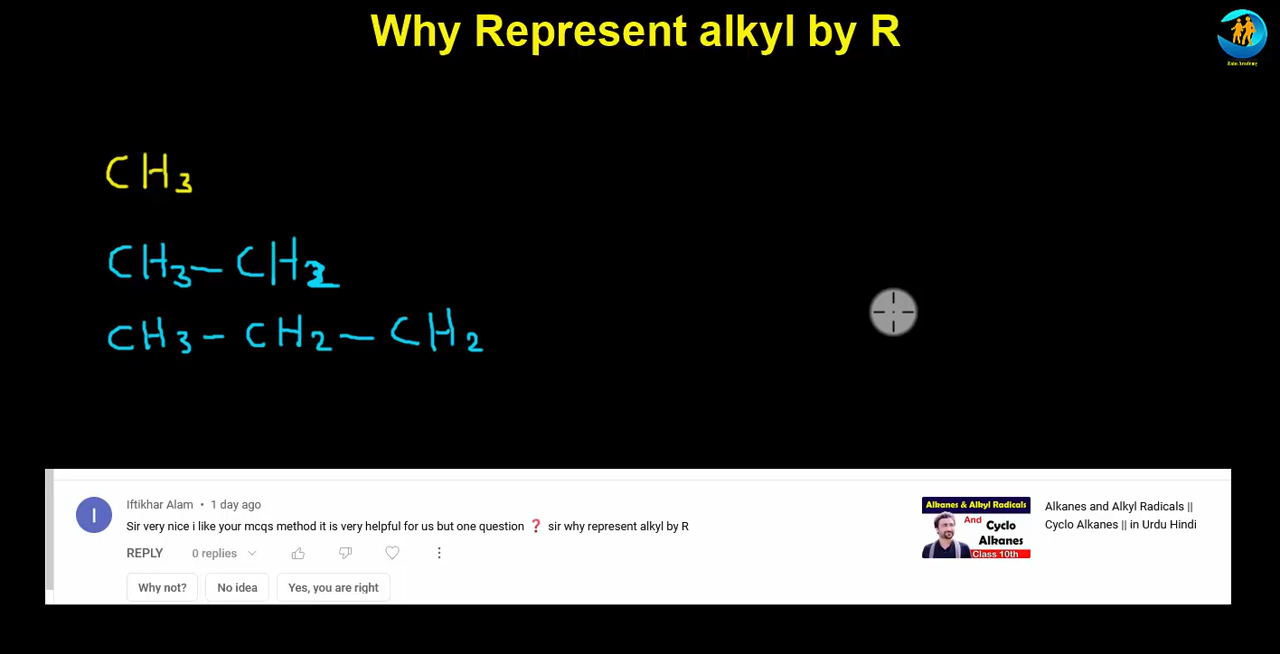 Why Represent alkyl by R
Zain Academy
CH3
CH3 — CH2
CH3 — CH2 — CH2
I
Iftikhar Alam • 1 day ago
Sir very nice i like your mcqs method it is very helpful for us but one question ❓ sir why represent alkyl by R
REPLY 0 replies
Why not? No idea Yes, you are right
Alkanes & Alkyl Radicals
And Cyclo
Alkanes
Class 10th
Alkanes and Alkyl Radicals ||
Cyclo Alkanes || in Urdu Hindi